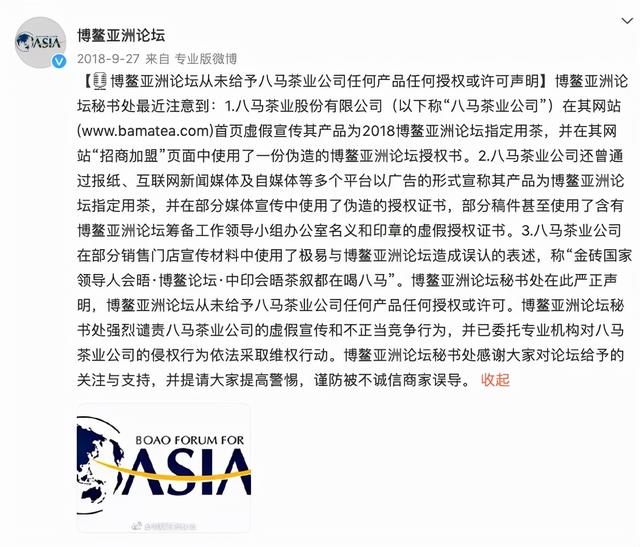 ASIA
博鳌亚洲论坛
2018-9-27 来自 专业版微博
【🎙博鳌亚洲论坛从未给予八马茶业公司任何产品任何授权或许可声明】博鳌亚洲论
坛秘书处最近注意到：1.八马茶业股份有限公司（以下称“八马茶业公司”）在其网站
(www.bamatea.com)首页虚假宣传其产品为2018博鳌亚洲论坛指定用茶，并在其网
站“招商加盟”页面中使用了一份伪造的博鳌亚洲论坛授权书。2.八马茶业公司还曾通
过报纸、互联网新闻媒体及自媒体等多个平台以广告的形式宣称其产品为博鳌亚洲论
坛指定用茶，并在部分媒体宣传中使用了伪造的授权证书，部分稿件甚至使用了含有
博鳌亚洲论坛筹备工作领导小组办公室名义和印章的虚假授权证书。3.八马茶业公司
在部分销售门店宣传材料中使用了极易与博鳌亚洲论坛造成误认的表述，称“金砖国家
领导人会晤·博鳌论坛·中印会晤茶叙都在喝八马”。博鳌亚洲论坛秘书处在此严正声
明，博鳌亚洲论坛从未给予八马茶业公司任何产品任何授权或许可。博鳌亚洲论坛秘
书处强烈谴责八马茶业公司的虚假宣传和不正当竞争行为，并已委托专业机构对八马
茶业公司的侵权行为依法采取维权行动。博鳌亚洲论坛秘书处感谢大家对论坛给予的
关注与支持，并提请大家提高警惕，谨防被不诚信商家误导。 收起
BOAO FORUM FOR
ASIA